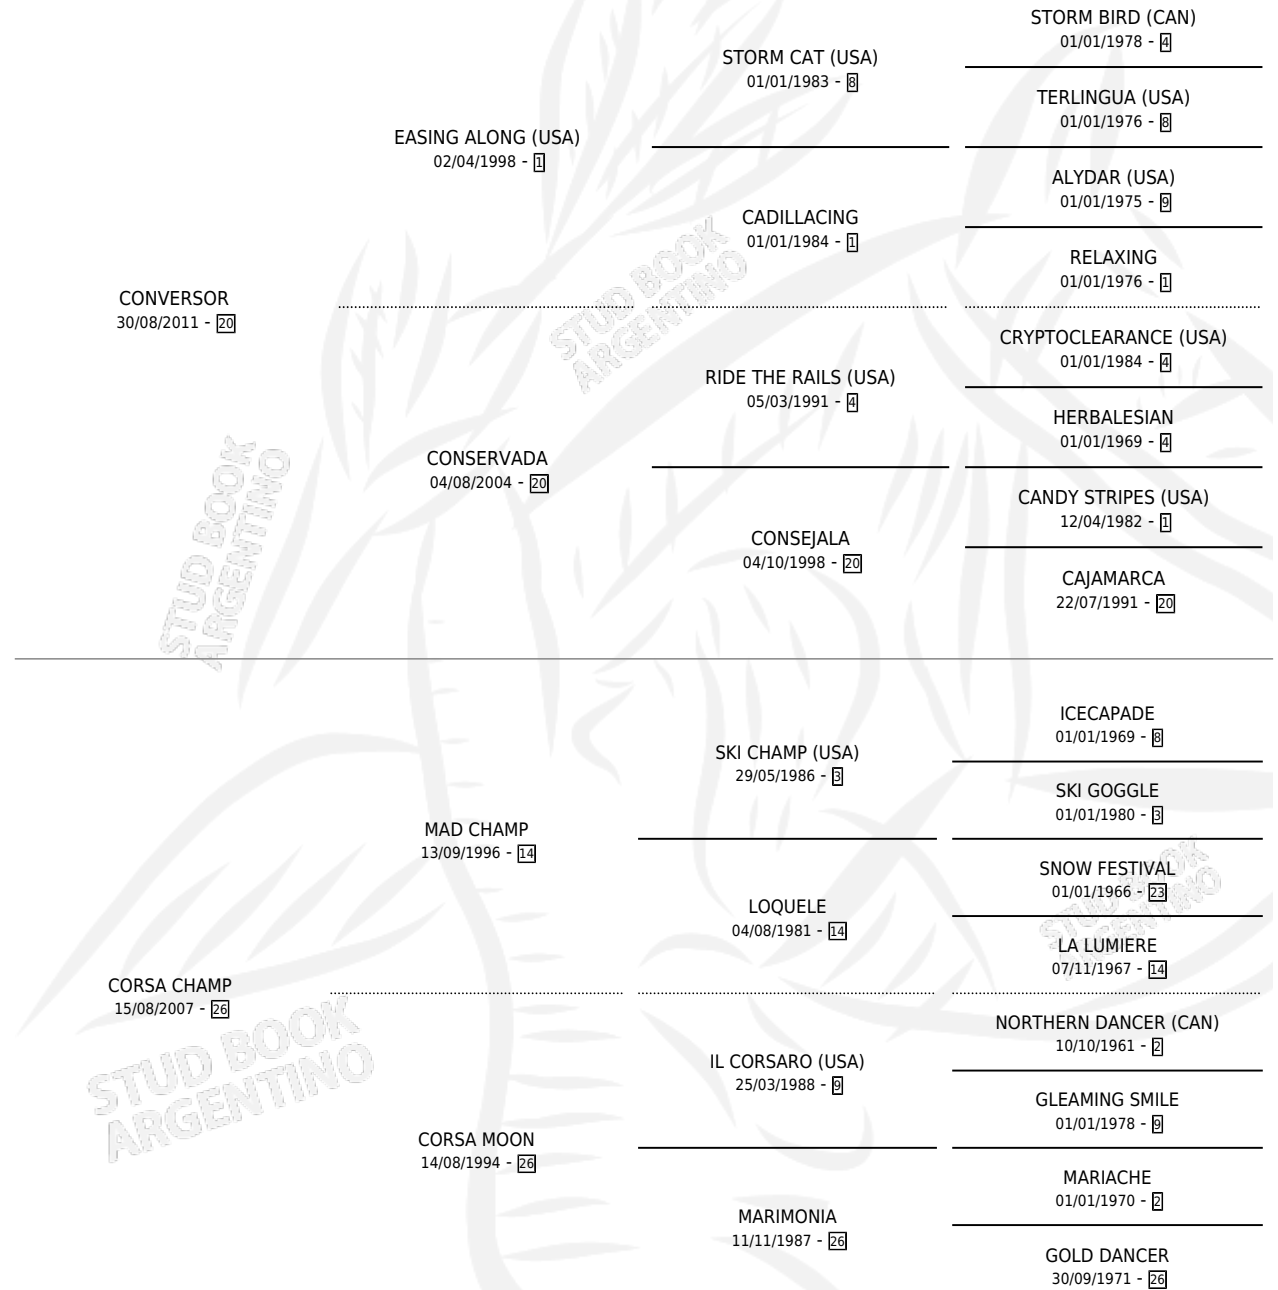 STORM BIRD (CAN)
01/01/1978 - 4
STORM CAT (USA)
01/01/1983 - 8
TERLINGUA (USA)
01/01/1976 - 8
EASING ALONG (USA)
02/04/1998 - 1
ALYDAR (USA)
01/01/1975 - 9
CADILLACING
01/01/1984 - 1
RELAXING
01/01/1976 - 1
CONVERSOR
30/08/2011 - 20
CRYPTOCLEARANCE (USA)
01/01/1984 - 4
RIDE THE RAILS (USA)
05/03/1991 - 4
HERBALESIAN
01/01/1969 - 4
CONSERVADA
04/08/2004 - 20
CANDY STRIPES (USA)
12/04/1982 - 1
CONSEJALA
04/10/1998 - 20
CAJAMARCA
22/07/1991 - 20
STUD BOOK
ARGENTINO
STUD BOOK
ARGENTINO
ICECAPADE
01/01/1969 - 8
SKI CHAMP (USA)
29/05/1986 - 3
SKI GOGGLE
01/01/1980 - 3
MAD CHAMP
13/09/1996 - 14
SNOW FESTIVAL
01/01/1966 - 23
LOQUELE
04/08/1981 - 14
LA LUMIERE
07/11/1967 - 14
CORSA CHAMP
15/08/2007 - 26
NORTHERN DANCER (CAN)
10/10/1961 - 2
IL CORSARO (USA)
25/03/1988 - 9
GLEAMING SMILE
01/01/1978 - 9
CORSA MOON
14/08/1994 - 26
MARIACHE
01/01/1970 - 2
MARIMONIA
11/11/1987 - 26
GOLD DANCER
30/09/1971 - 26
STUD BOOK
ARGENTINO
STUD BOOK
ARGENTINO